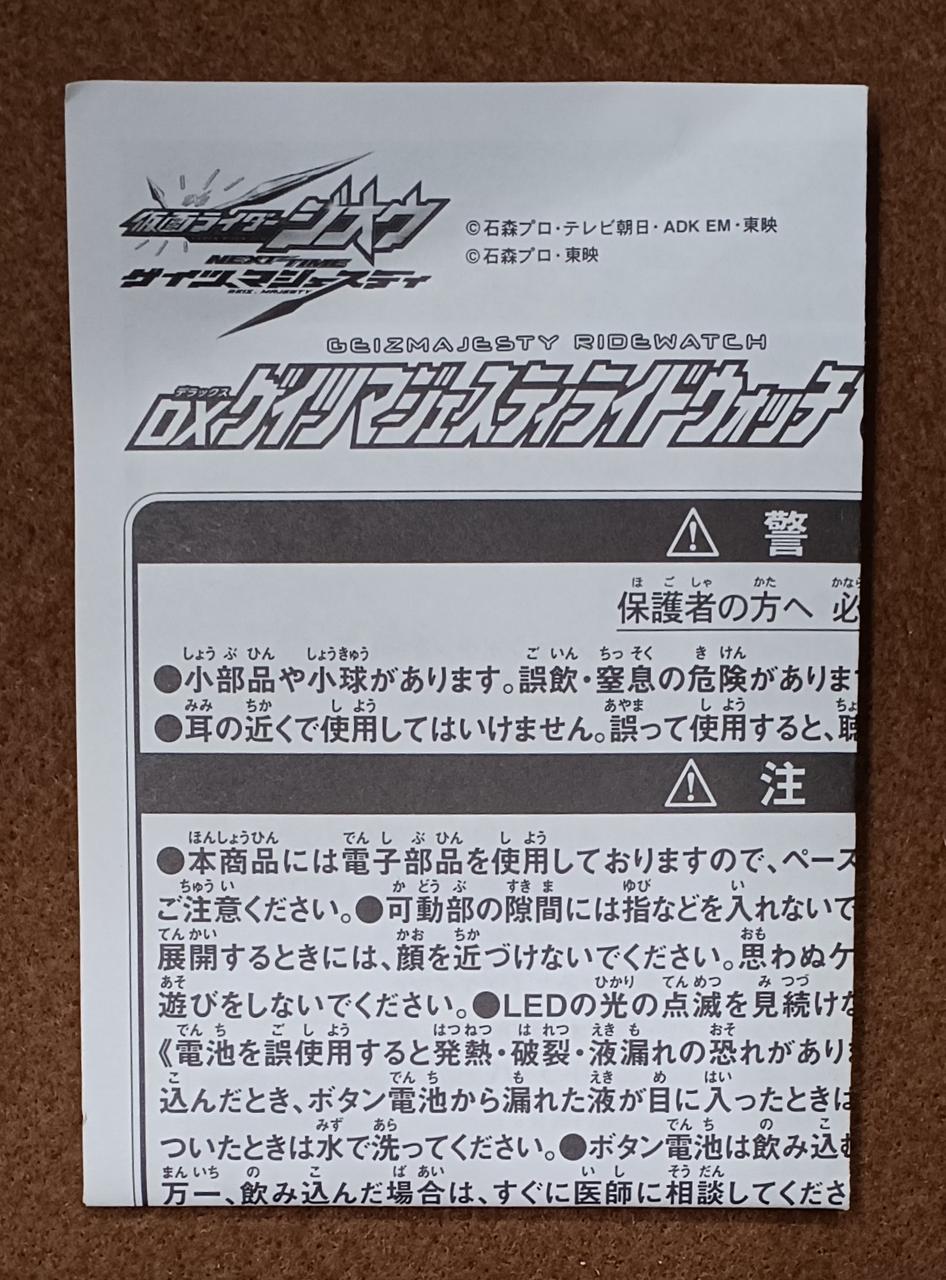 仮面ライダージオウ
NEXT TIME
ゲイツ、マジェスティ
GEIZ, MAJESTY
©石森プロ・テレビ朝日・ADK EM・東映
©石森プロ・東映
GEIZMAJESTY RIDEWATCH
デラックス
DXゲイツマジェスティライドウォッチ
警
ほ ご しゃ かた かなら
保護者の方へ 必
しょう ぶ ひん しょうきゅう ご いん ちっ そく き けん
●小部品や小球があります。誤飲・窒息の危険がありま
みみ ちか し よう あやま し よう ちょ
●耳の近くで使用してはいけません。誤って使用すると、聴
注
ほんしょうひん でん し ぶ ひん し よう
●本商品には電子部品を使用しておりますので、ペース
ちゅう い か どう ぶ すき ま ゆび い
ご注意ください。●可動部の隙間には指などを入れないで
てんかい かお ちか おも
展開するときには、顔を近づけないでください。思わぬケ
あそ ひかり てんめつ み つづ
遊びをしないでください。●LEDの光の点滅を見続けな
でん ち ご し よう はつねつ は れつ えき も おそ
《電池を誤使用すると発熱・破裂・液漏れの恐れがあり
こ でん ち も えき め はい
込んだとき、ボタン電池から漏れた液が目に入ったときは
みず あら でん ち の こ
ついたときは水で洗ってください。●ボタン電池は飲み込む
まん いち の こ ば あい い し そう だん
万一、飲み込んだ場合は、すぐに医師に相談してくださ